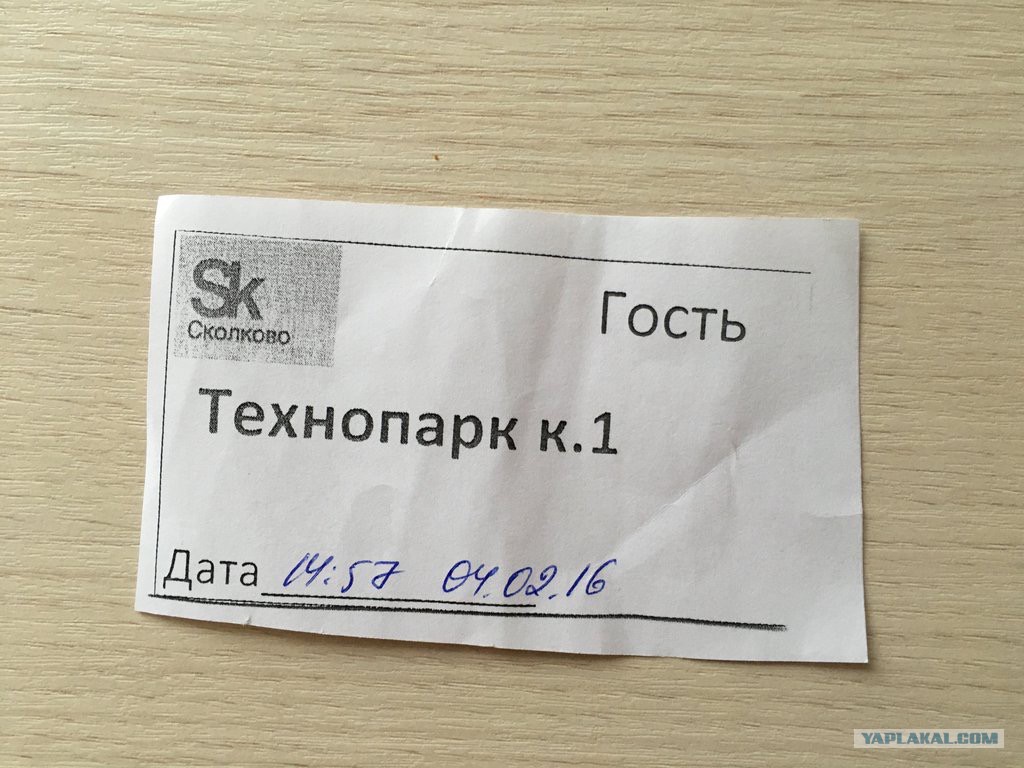 Sk
Сколково
Гость
Технопарк к.1
Дата 14:57 04.02.16
YAPLAKAL.COM